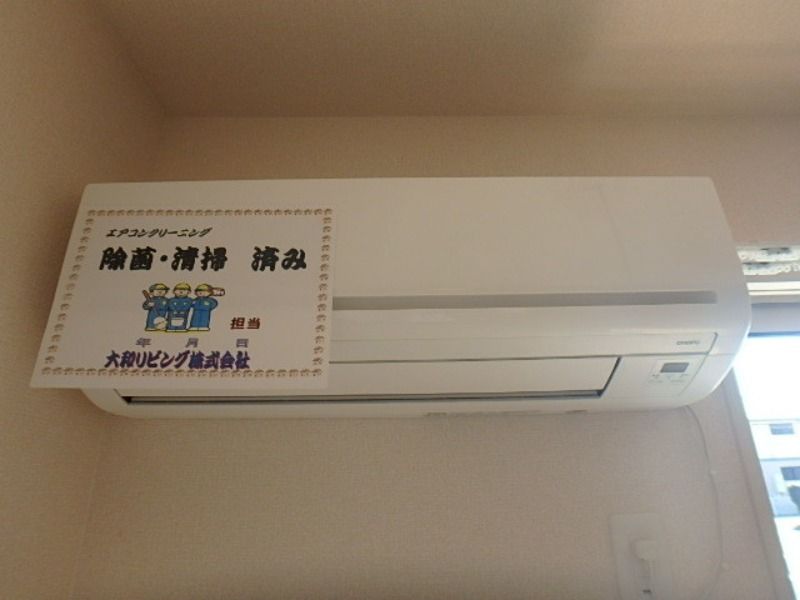 エアコンクリーニング
除菌・清掃 済み
担当
年 月 日
大和リビング株式会社